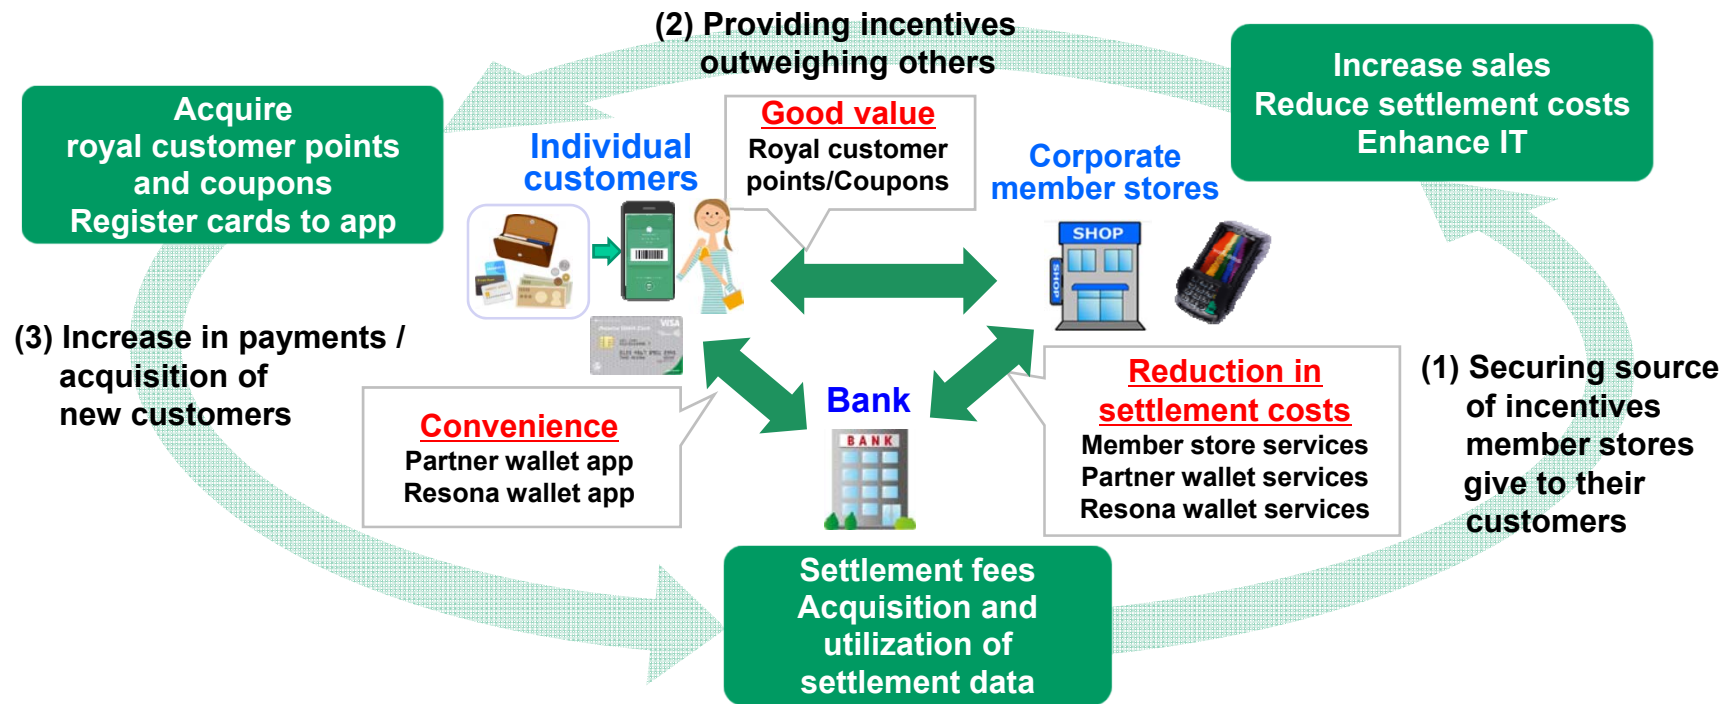 (2) Providing incentives
outweighing others
Increase sales
Reduce settlement costs
Enhance IT
Acquire
royal customer points
and coupons
Register cards to app
Good value
Royal customer
points/Coupons
Individual
customers
Corporate
member stores
SHOP
SHOP
VISA
(3) Increase in payments /
acquisition of
new customers
(1) Securing source
of incentives
member stores
give to their
customers
Convenience
Partner wallet app
Resona wallet app
Bank
BANK
Reduction in
settlement costs
Member store services
Partner wallet services
Resona wallet services
Settlement fees
Acquisition and
utilization of
settlement data